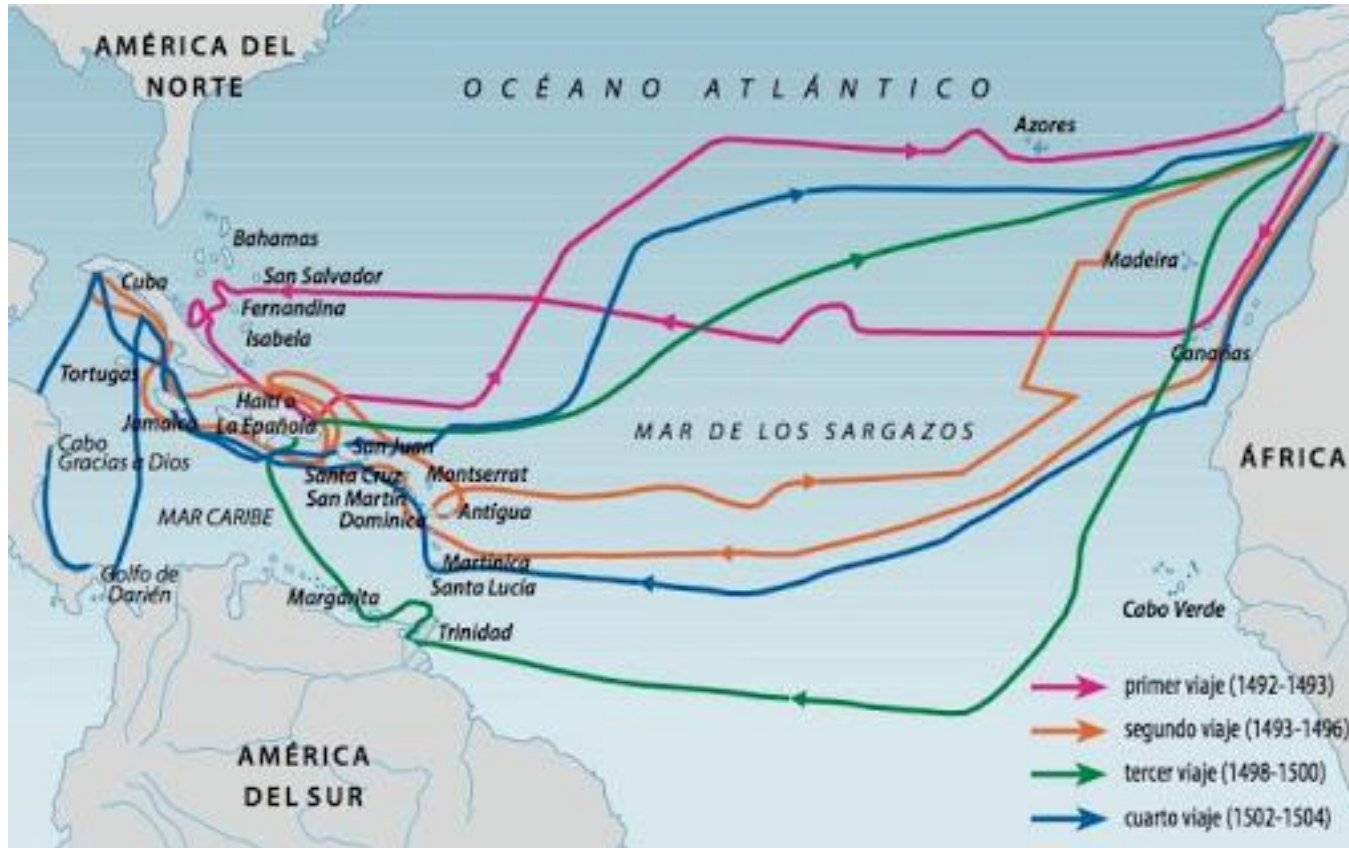 AMÉRICA DEL
NORTE
OCÉANO ATLÁNTICO
Azores
Bahamas
San Salvador
Cuba
Fernandina
Isabela
Madeira
Canarias
Tortugas
Haití o
La Epañola
Jamaica
San Juan
MAR DE LOS SARGAZOS
Cabo
Gracias a Dios
Santa Cruz
Montserrat
San Martín
Antigua
Dominica
ÁFRICA
MAR CARIBE
Martinica
Santa Lucía
Golfo de
Darién
Margarita
Trinidad
Cabo Verde
AMÉRICA
DEL SUR
primer viaje (1492-1493)
segundo viaje (1493-1496)
tercer viaje (1498-1500)
cuarto viaje (1502-1504)